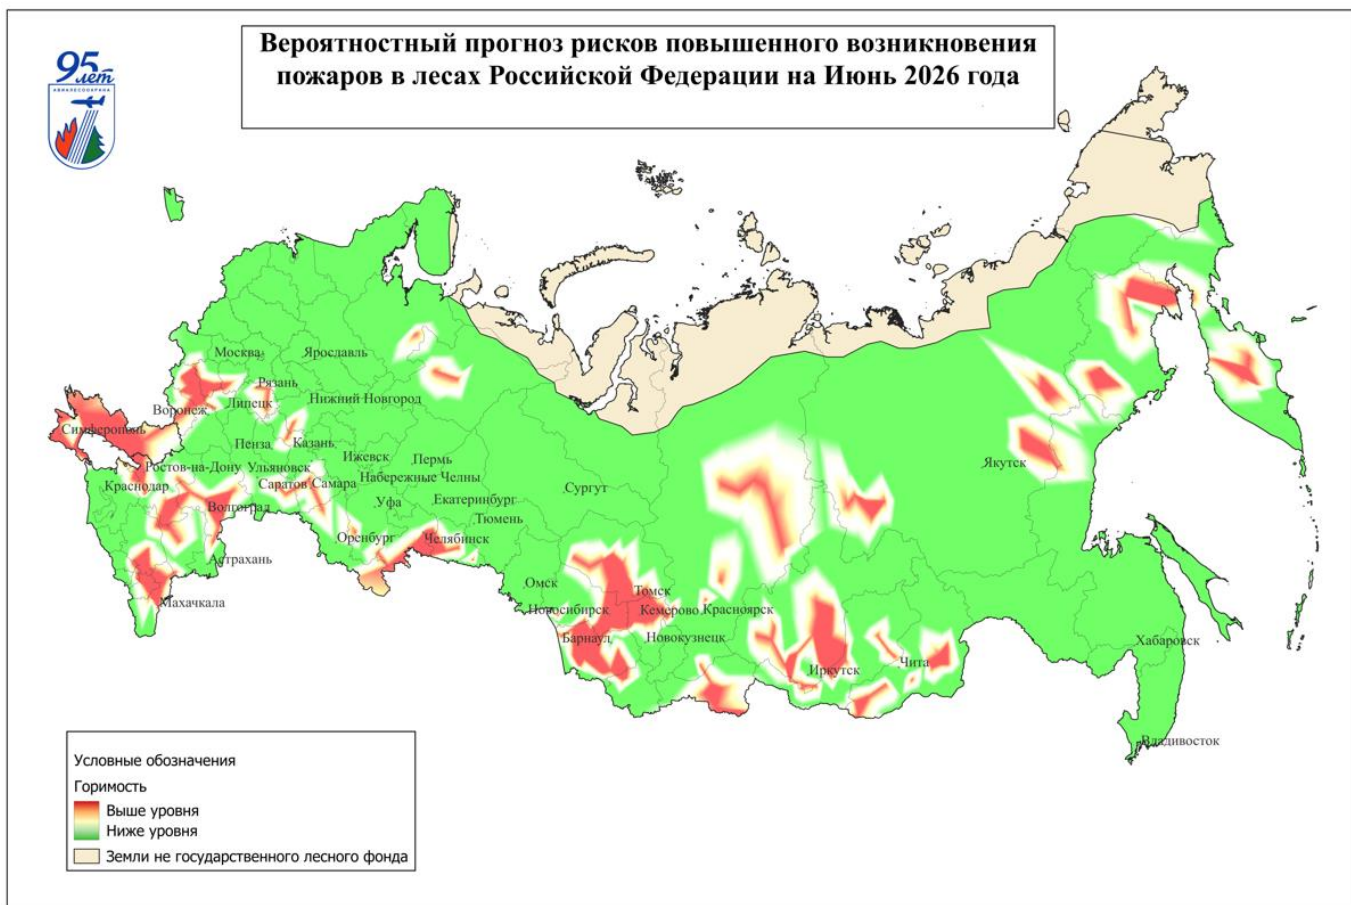 Вероятностный прогноз рисков повышенного возникновения
пожаров в лесах Российской Федерации на Июнь 2026 года
95
лет
АВИАЛЕСООХРАНА
Москва
Ярославль
Рязань
Воронеж
Липецк
Нижний Новгород
Симферополь
Пенза
Казань
Ижевск
Пермь
Ростов-на-Дону
Ульяновск
Набережные Челны
Якутск
Краснодар
Саратов
Самара
Сургут
Волгоград
Уфа
Екатеринбург
Тюмень
Оренбург
Челябинск
Астрахань
Омск
Томск
Махачкала
Новосибирск
Кемерово
Красноярск
Барнаул
Новокузнецк
Хабаровск
Иркутск
Чита
Владивосток
Условные обозначения
Горимость
Выше уровня
Ниже уровня
Земли не государственного лесного фонда